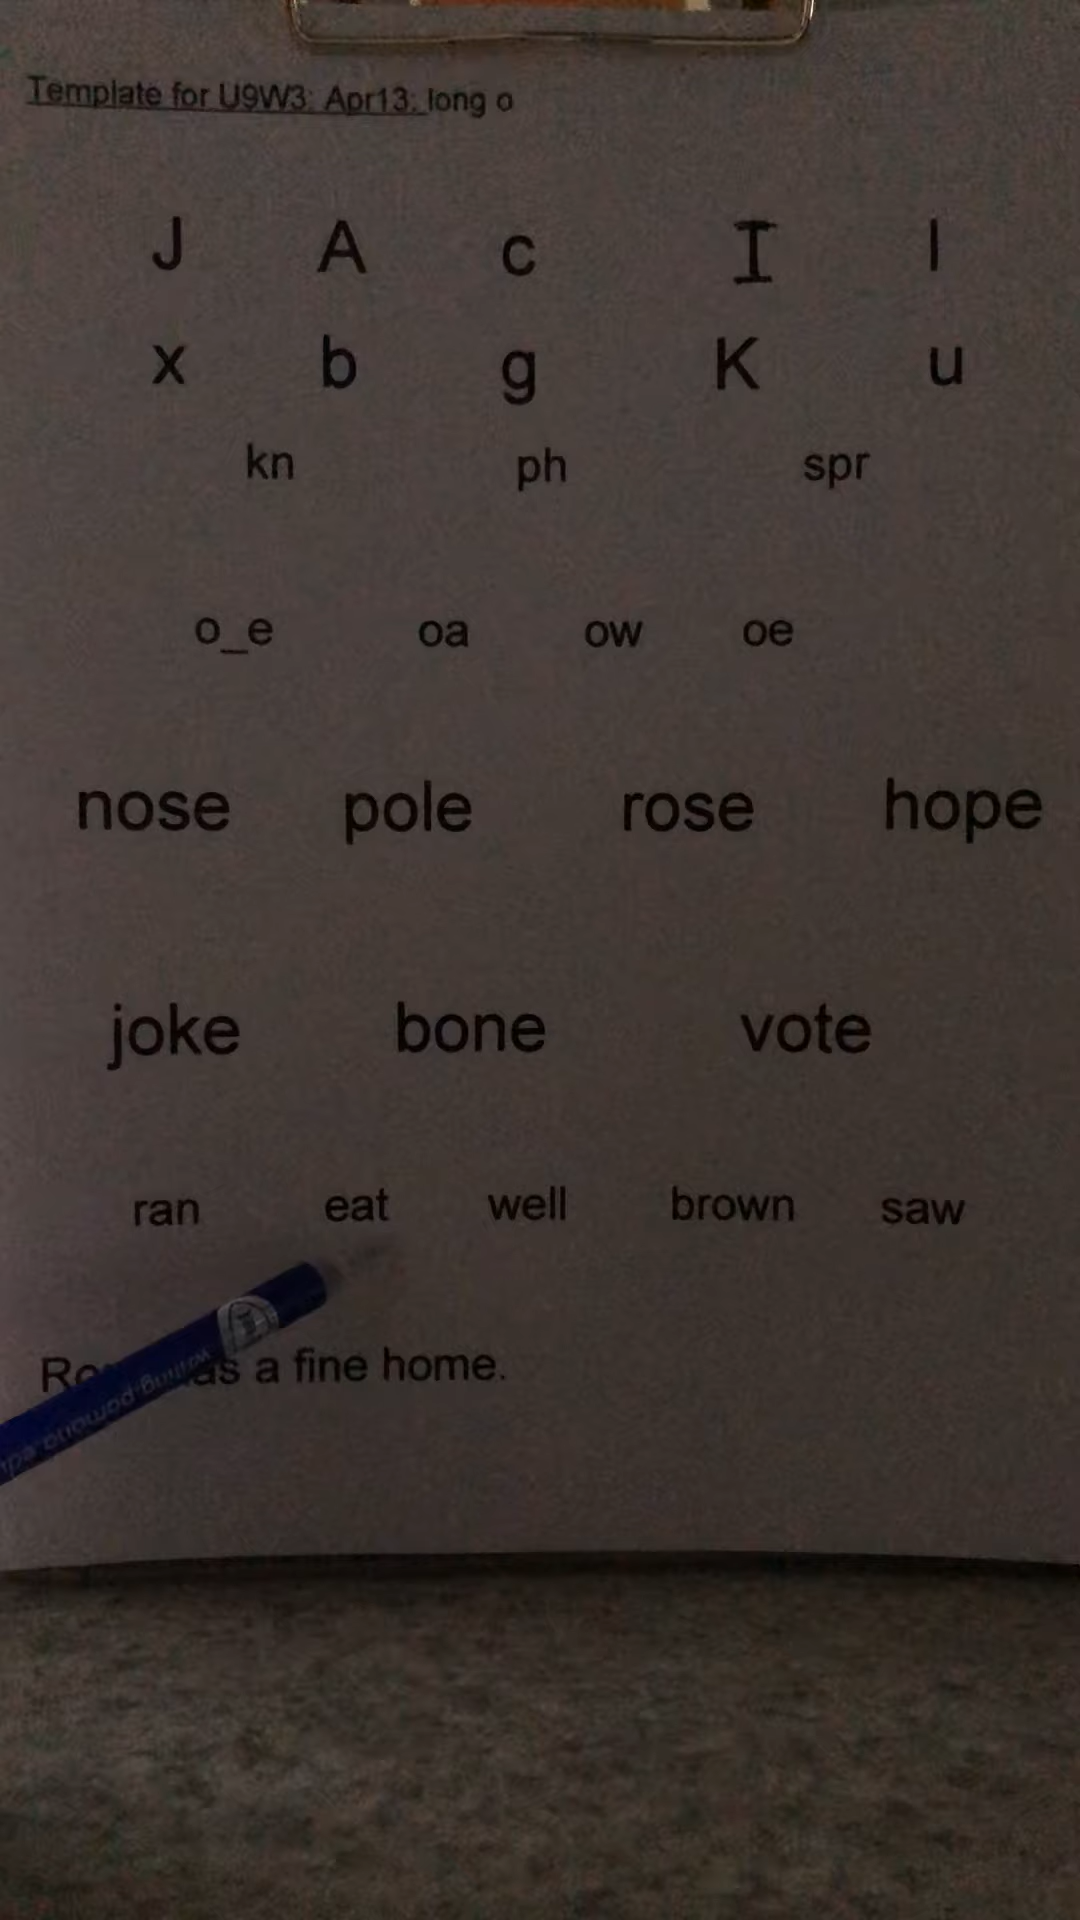 Template for U9W3: Apr13: long o
J A c I l
x b g K u
kn ph spr
o_e oa ow oe
nose pole rose hope
joke bone vote
ran eat well brown saw
a fine home.